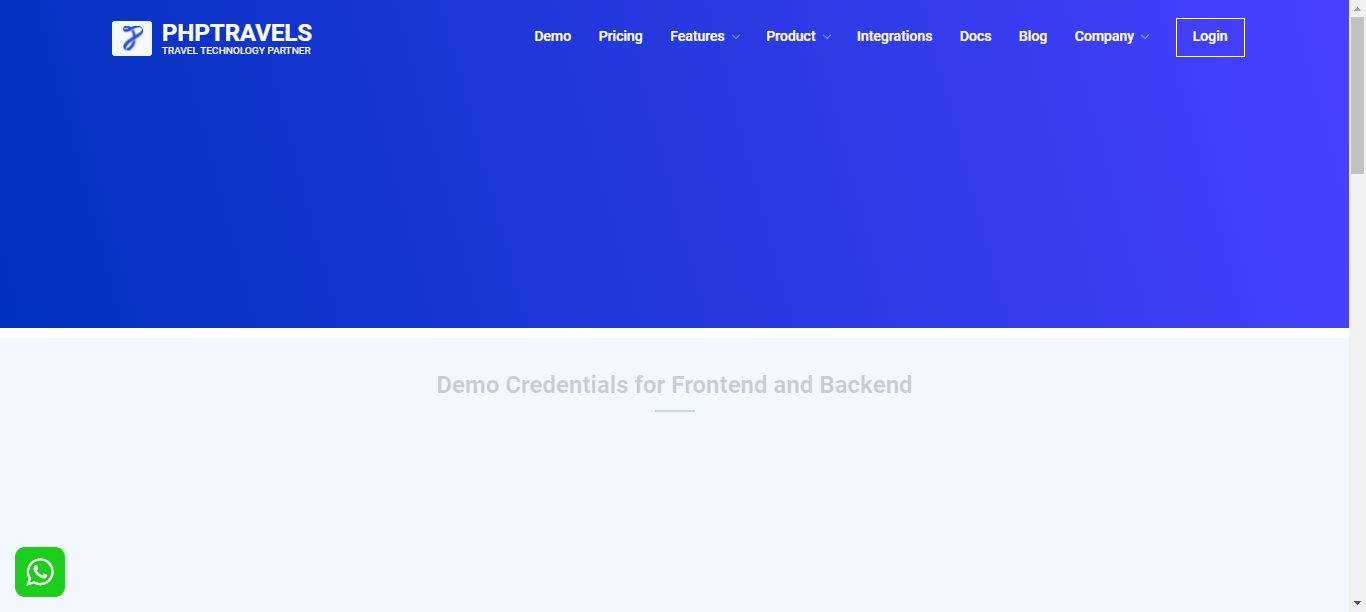 PHPTRAVELS
TRAVEL TECHNOLOGY PARTNER
Demo Pricing Features Product Integrations Docs Blog Company Login
Demo Credentials for Frontend and Backend